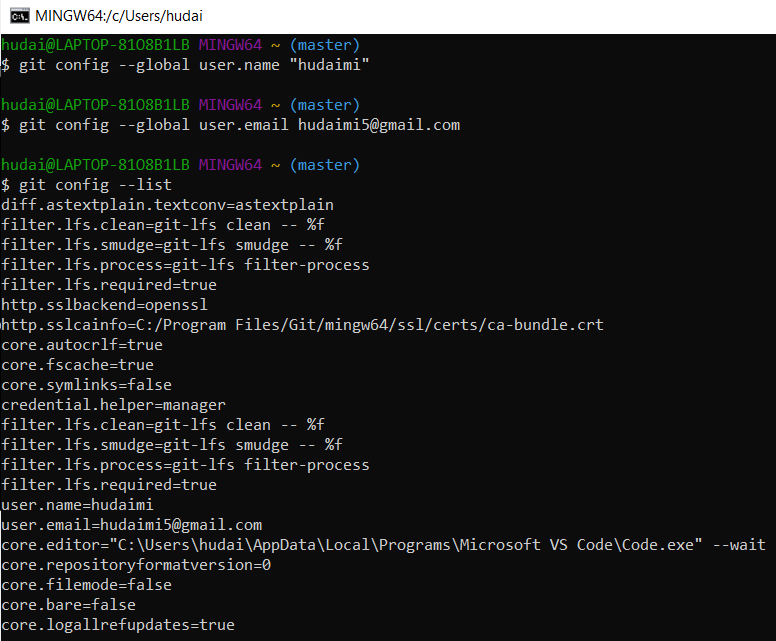 MINGW64:/c/Users/hudai
hudai@LAPTOP-81O8B1LB MINGW64 ~ (master)
$ git config --global user.name "hudaimi"
hudai@LAPTOP-81O8B1LB MINGW64 ~ (master)
$ git config --global user.email hudaimi5@gmail.com
hudai@LAPTOP-81O8B1LB MINGW64 ~ (master)
$ git config --list
diff.astextplain.textconv=astextplain
filter.lfs.clean=git-lfs clean -- %f
filter.lfs.smudge=git-lfs smudge -- %f
filter.lfs.process=git-lfs filter-process
filter.lfs.required=true
http.sslbackend=openssl
http.sslcainfo=C:/Program Files/Git/mingw64/ssl/certs/ca-bundle.crt
core.autocrlf=true
core.fscache=true
core.symlinks=false
credential.helper=manager
filter.lfs.clean=git-lfs clean -- %f
filter.lfs.smudge=git-lfs smudge -- %f
filter.lfs.process=git-lfs filter-process
filter.lfs.required=true
user.name=hudaimi
user.email=hudaimi5@gmail.com
core.editor="C:\Users\hudai\AppData\Local\Programs\Microsoft VS Code\Code.exe" --wait
core.repositoryformatversion=0
core.filemode=false
core.bare=false
core.logallrefupdates=true